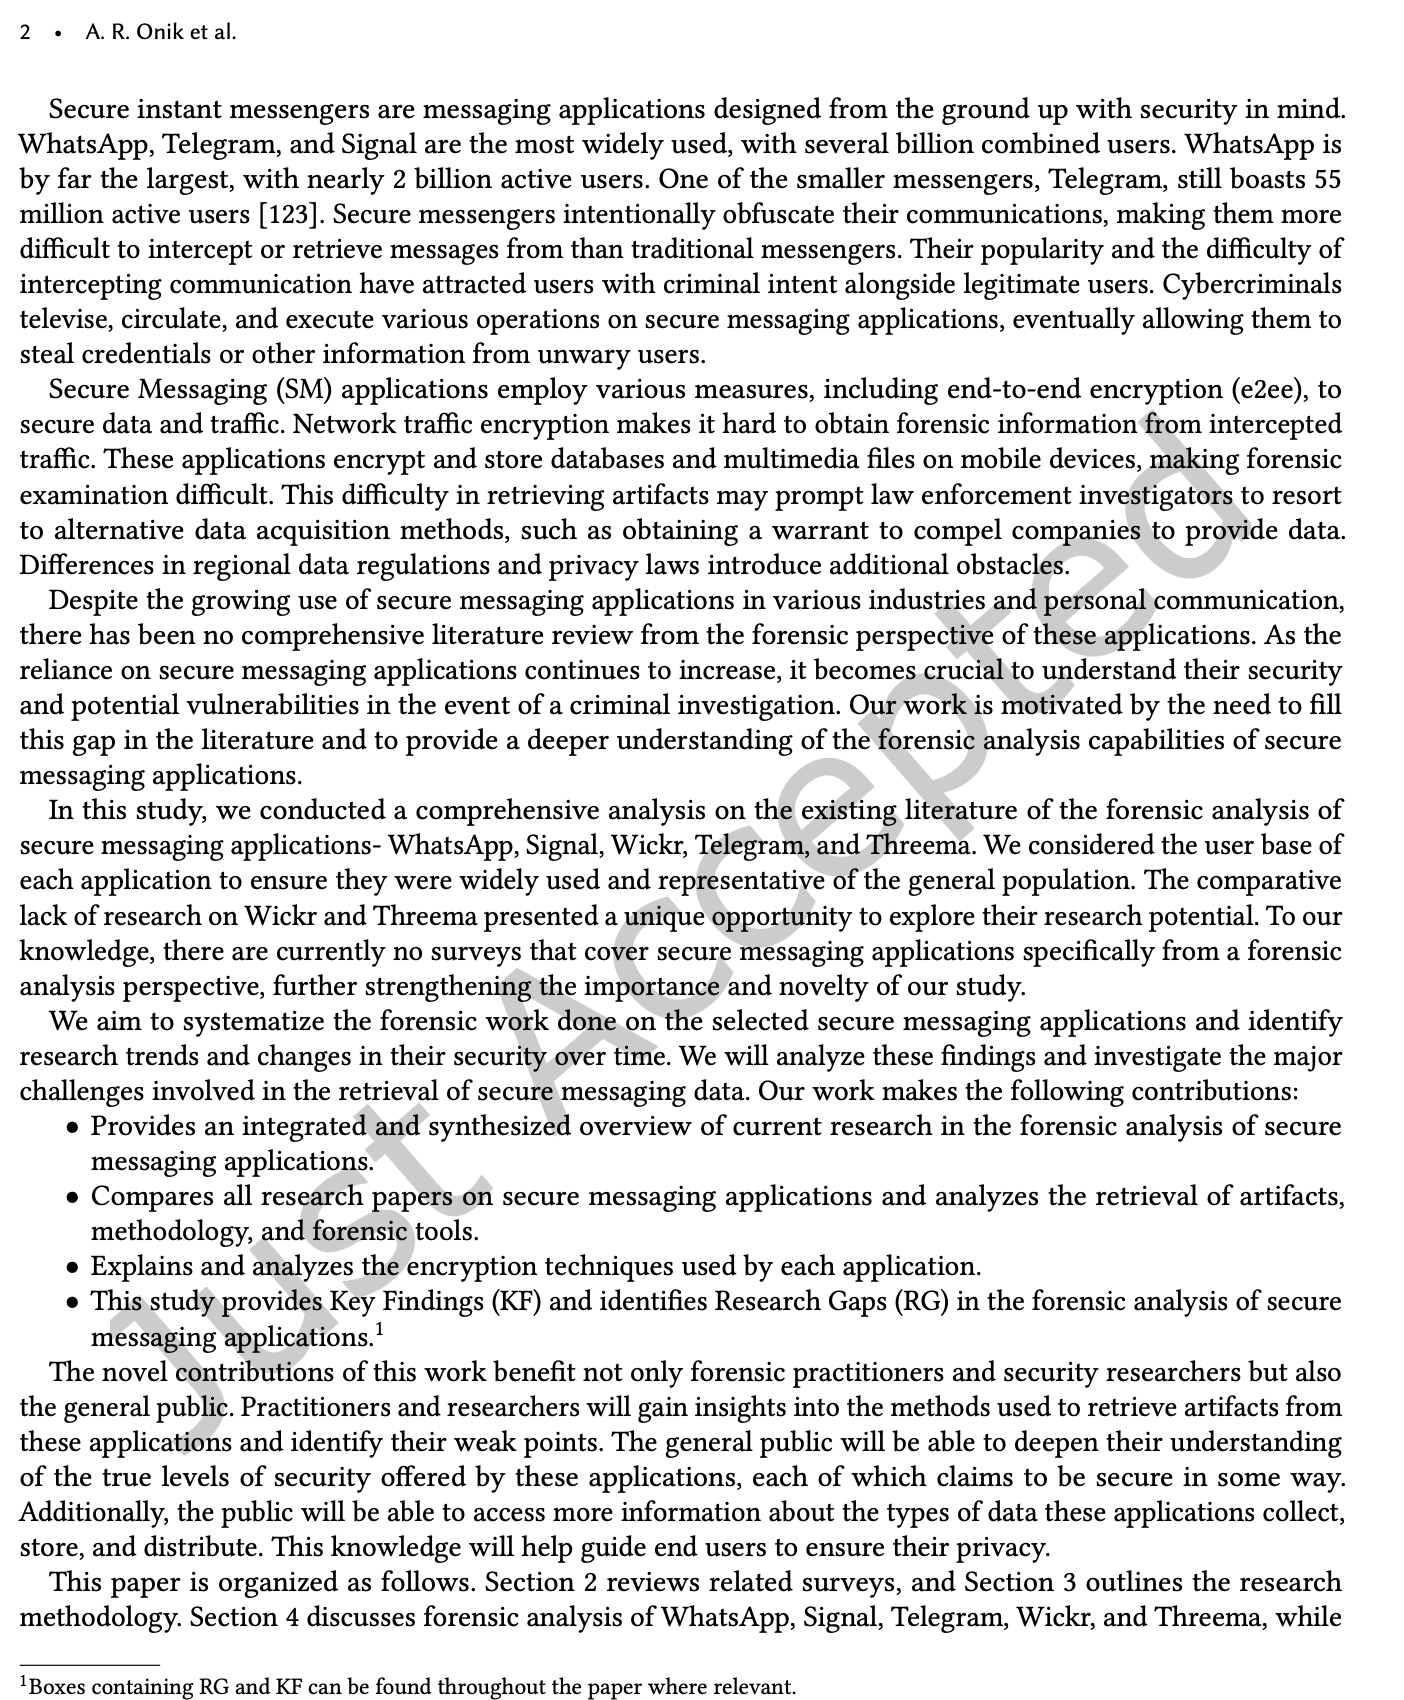 2 • A. R. Onik et al.
Secure instant messengers are messaging applications designed from the ground up with security in mind.
WhatsApp, Telegram, and Signal are the most widely used, with several billion combined users. WhatsApp is
by far the largest, with nearly 2 billion active users. One of the smaller messengers, Telegram, still boasts 55
million active users [123]. Secure messengers intentionally obfuscate their communications, making them more
difficult to intercept or retrieve messages from than traditional messengers. Their popularity and the difficulty of
intercepting communication have attracted users with criminal intent alongside legitimate users. Cybercriminals
televise, circulate, and execute various operations on secure messaging applications, eventually allowing them to
steal credentials or other information from unwary users.
Secure Messaging (SM) applications employ various measures, including end-to-end encryption (e2ee), to
secure data and traffic. Network traffic encryption makes it hard to obtain forensic information from intercepted
traffic. These applications encrypt and store databases and multimedia files on mobile devices, making forensic
examination difficult. This difficulty in retrieving artifacts may prompt law enforcement investigators to resort
to alternative data acquisition methods, such as obtaining a warrant to compel companies to provide data.
Differences in regional data regulations and privacy laws introduce additional obstacles.
Despite the growing use of secure messaging applications in various industries and personal communication,
there has been no comprehensive literature review from the forensic perspective of these applications. As the
reliance on secure messaging applications continues to increase, it becomes crucial to understand their security
and potential vulnerabilities in the event of a criminal investigation. Our work is motivated by the need to fill
this gap in the literature and to provide a deeper understanding of the forensic analysis capabilities of secure
messaging applications.
In this study, we conducted a comprehensive analysis on the existing literature of the forensic analysis of
secure messaging applications- WhatsApp, Signal, Wickr, Telegram, and Threema. We considered the user base of
each application to ensure they were widely used and representative of the general population. The comparative
lack of research on Wickr and Threema presented a unique opportunity to explore their research potential. To our
knowledge, there are currently no surveys that cover secure messaging applications specifically from a forensic
analysis perspective, further strengthening the importance and novelty of our study.
We aim to systematize the forensic work done on the selected secure messaging applications and identify
research trends and changes in their security over time. We will analyze these findings and investigate the major
challenges involved in the retrieval of secure messaging data. Our work makes the following contributions:
• Provides an integrated and synthesized overview of current research in the forensic analysis of secure
messaging applications.
• Compares all research papers on secure messaging applications and analyzes the retrieval of artifacts,
methodology, and forensic tools.
• Explains and analyzes the encryption techniques used by each application.
• This study provides Key Findings (KF) and identifies Research Gaps (RG) in the forensic analysis of secure
messaging applications.1
The novel contributions of this work benefit not only forensic practitioners and security researchers but also
the general public. Practitioners and researchers will gain insights into the methods used to retrieve artifacts from
these applications and identify their weak points. The general public will be able to deepen their understanding
of the true levels of security offered by these applications, each of which claims to be secure in some way.
Additionally, the public will be able to access more information about the types of data these applications collect,
store, and distribute. This knowledge will help guide end users to ensure their privacy.
This paper is organized as follows. Section 2 reviews related surveys, and Section 3 outlines the research
methodology. Section 4 discusses forensic analysis of WhatsApp, Signal, Telegram, Wickr, and Threema, while
1Boxes containing RG and KF can be found throughout the paper where relevant.
Just Accepted